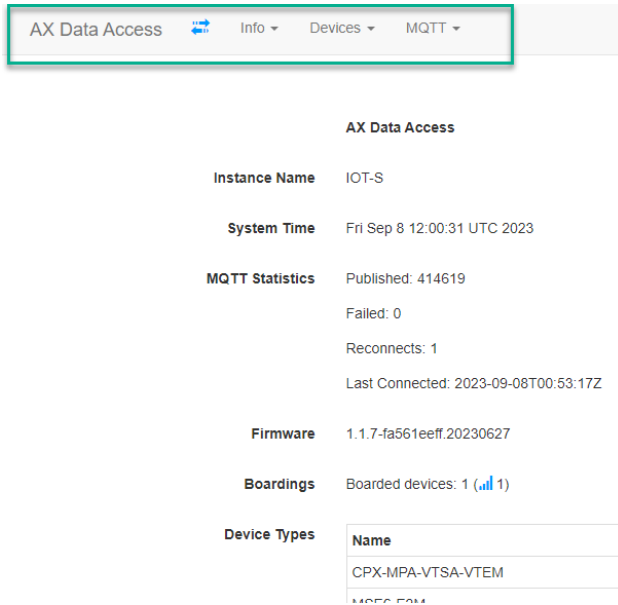 AX Data Access Info Devices MQTT
AX Data Access
Instance Name IOT-S
System Time Fri Sep 8 12:00:31 UTC 2023
MQTT Statistics Published: 414619
Failed: 0
Reconnects: 1
Last Connected: 2023-09-08T00:53:17Z
Firmware 1.1.7-fa561eeff.20230627
Boardings Boarded devices: 1 ( 1)
Device Types Name
CPX-MPA-VTSA-VTEM